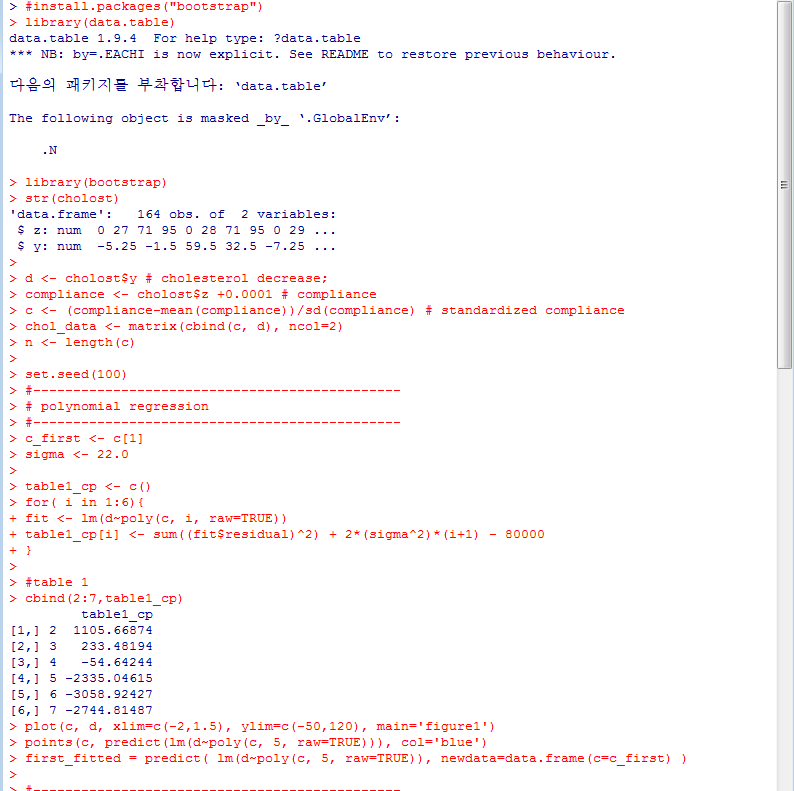 > #install.packages("bootstrap")
> library(data.table)
data.table 1.9.4  For help type: ?data.table
*** NB: by=.EACHI is now explicit. See README to restore previous behaviour.
다음의 패키지를 부착합니다: ‘data.table’
The following object is masked _by_ ‘.GlobalEnv’:
    .N
> library(bootstrap)
> str(cholost)
'data.frame':   164 obs. of  2 variables:
 $ z: num  0 27 71 95 0 28 71 95 0 29 ...
 $ y: num  -5.25 -1.5 59.5 32.5 -7.25 ...
>
> d <- cholost$y # cholesterol decrease;
> compliance <- cholost$z +0.0001 # compliance
> c <- (compliance-mean(compliance))/sd(compliance) # standardized compliance
> chol_data <- matrix(cbind(c, d), ncol=2)
> n <- length(c)
>
> set.seed(100)
> #----------------------------------------------
> # polynomial regression
> #----------------------------------------------
> c_first <- c[1]
> sigma <- 22.0
>
> table1_cp <- c()
> for( i in 1:6){
+ fit <- lm(d~poly(c, i, raw=TRUE))
+ table1_cp[i] <- sum((fit$residual)^2) + 2*(sigma^2)*(i+1) - 80000
+ }
>
> #table 1
> cbind(2:7,table1_cp)
         table1_cp
[1,] 2  1105.66874
[2,] 3   233.48194
[3,] 4   -54.64244
[4,] 5 -2335.04615
[5,] 6 -3058.92427
[6,] 7 -2744.81487
> plot(c, d, xlim=c(-2,1.5), ylim=c(-50,120), main='figure1')
> points(c, predict(lm(d~poly(c, 5, raw=TRUE))), col='blue')
> first_fitted = predict( lm(d~poly(c, 5, raw=TRUE)), newdata=data.frame(c=c_first) )
>
> #----------------------------------------------